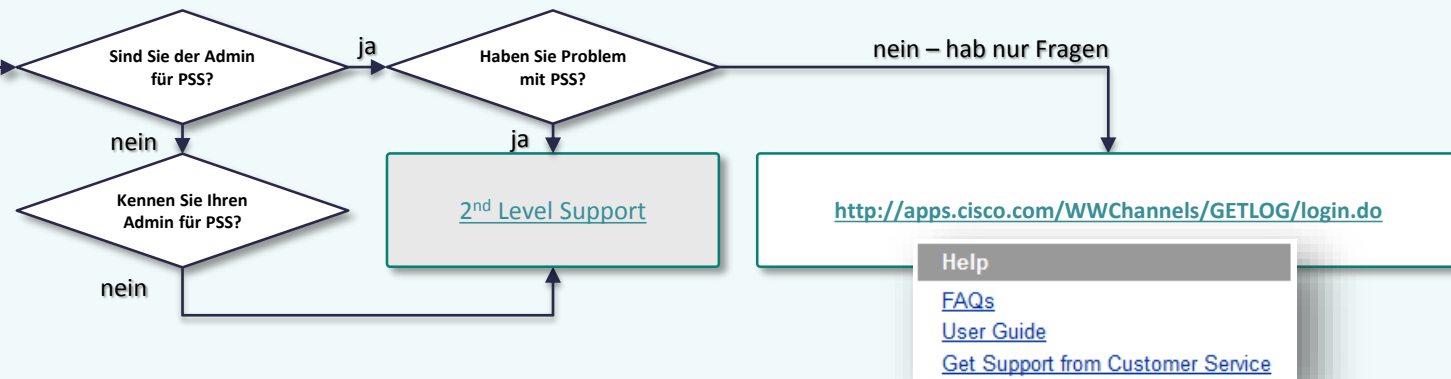 Sind Sie der Admin
für PSS?
ja
Haben Sie Problem
mit PSS?
nein – hab nur Fragen
nein
ja
Kennen Sie Ihren
Admin für PSS?
2nd Level Support
http://apps.cisco.com/WWChannels/GETLOG/login.do
nein
Help
FAQs
User Guide
Get Support from Customer Service